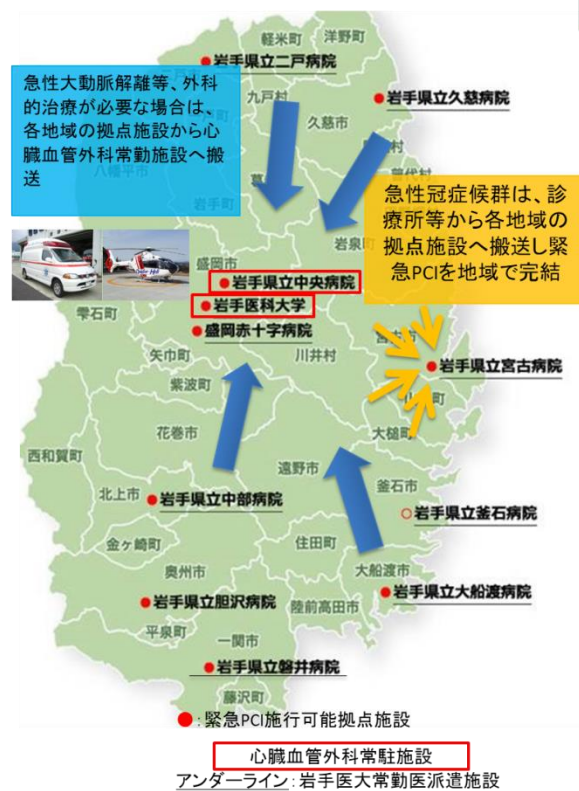 軽米町
洋野町
岩手県立二戸病院
急性大動脈解離等、外科
的治療が必要な場合は、
各地域の拠点施設から心
臓血管外科常勤施設へ搬
送
九戸村
岩手県立久慈病院
久慈市
急性冠症候群は、診
療所等から各地域の
拠点施設へ搬送し緊
急PCIを地域で完結
岩手町
岩泉町
盛岡市
岩手県立中央病院
岩手医科大学
雫石町
盛岡赤十字病院
矢巾町
川井村
岩手県立宮古病院
紫波町
花巻市
大槌町
西和賀町
遠野市
釜石市
北上市
岩手県立中部病院
岩手県立釜石病院
金ヶ崎町
住田町
奥州市
大船渡市
岩手県立胆沢病院
岩手県立大船渡病院
陸前高田市
平泉町
一関市
岩手県立磐井病院
藤沢町
●:緊急PCI施行可能拠点施設
心臓血管外科常駐施設
アンダーライン:岩手医大常勤医派遣施設